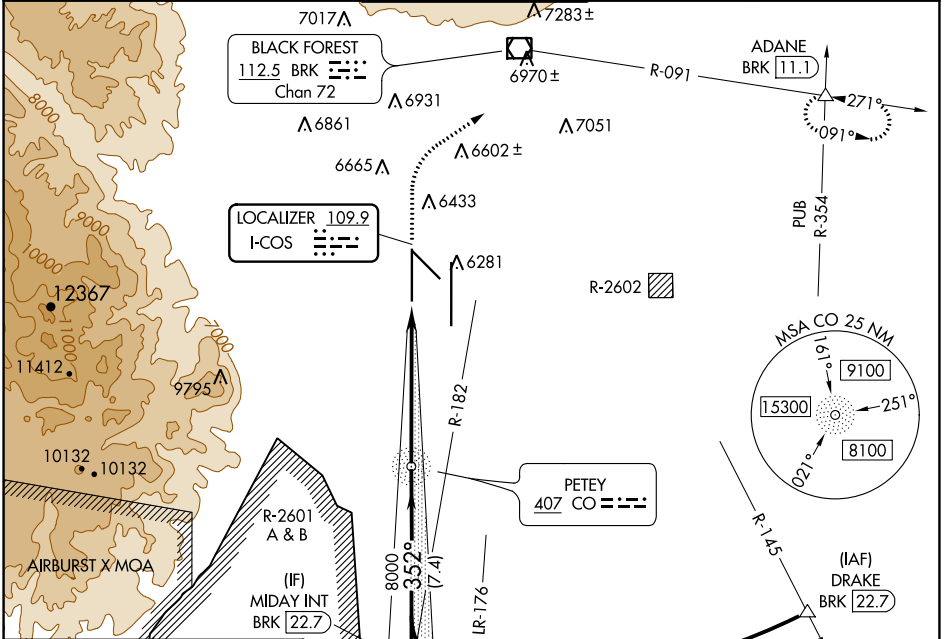 7017
7283±
BLACK FOREST
112.5 BRK
Chan 72
6970±
R-091
ADANE
BRK 11.1
8000
6931
271°
6861
7051
091°
6602±
6665
PUB
R-354
9000
LOCALIZER 109.9
I-COS
6433
10000
6281
R-2602
12367
11000
7000
MSA CO 25 NM
191°
9100
11412
9795
15300
251°
R-182
8100
021°
10132
10132
PETEY
407 CO
R-2601
A & B
R-145
AIRBURST X MOA
8000
352°
(7.4)
(IF)
MIDAY INT
BRK 22.7
LR-176
(IAF)
DRAKE
BRK 22.7